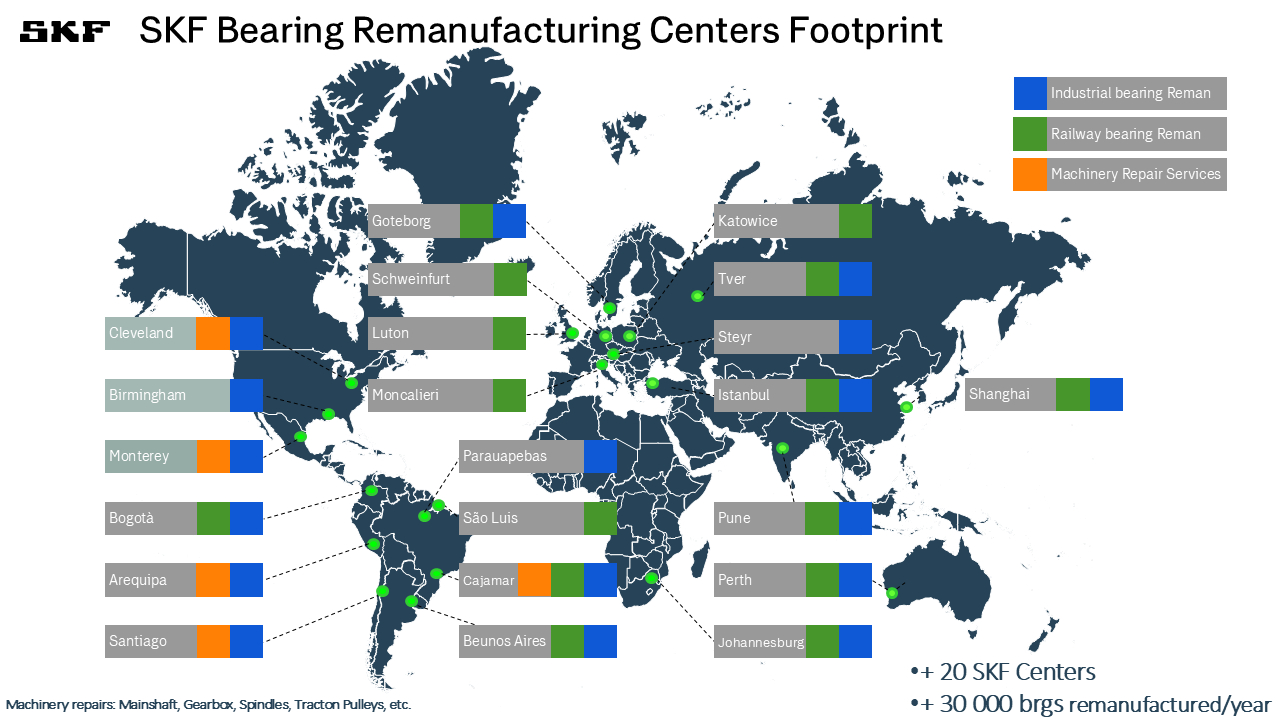 SKF SKF Bearing Remanufacturing Centers Footprint
Industrial bearing Reman
Railway bearing Reman
Machinery Repair Services
Goteborg
Katowice
Schweinfurt
Tver
Cleveland
Luton
Steyr
Birmingham
Moncalieri
Istanbul
Shanghai
Monterey
Parauapebas
Bogotà
São Luis
Pune
Arequipa
Cajamar
Perth
Santiago
Beunos Aires
Johannesburg
•+ 20 SKF Centers
•+ 30 000 brgs remanufactured/year
Machinery repairs: Mainshaft, Gearbox, Spindles, Tracton Pulleys, etc.